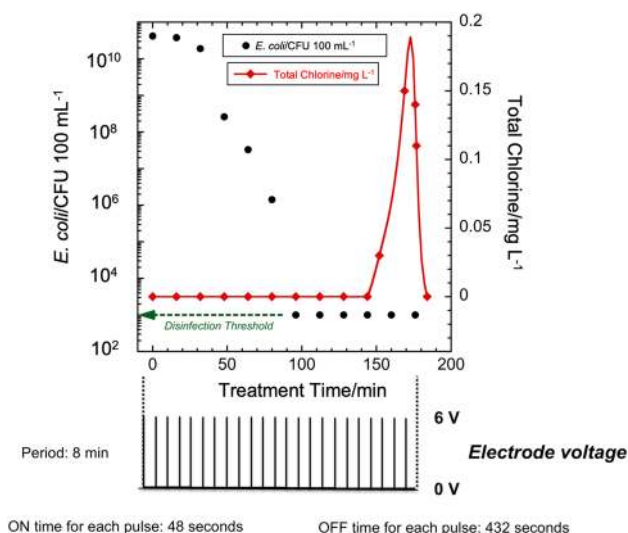 E. coli/CFU 100 mL⁻¹
Total Chlorine/mg L⁻¹
10¹⁰
10⁸
10⁶
10⁴
10²
E. coli/CFU 100 mL⁻¹
0.2
0.15
0.1
0.05
0
Total Chlorine/mg L⁻¹
Disinfection Threshold
0 50 100 150 200
Treatment Time/min
6 V
Period: 8 min
Electrode voltage
0 V
ON time for each pulse: 48 seconds OFF time for each pulse: 432 seconds